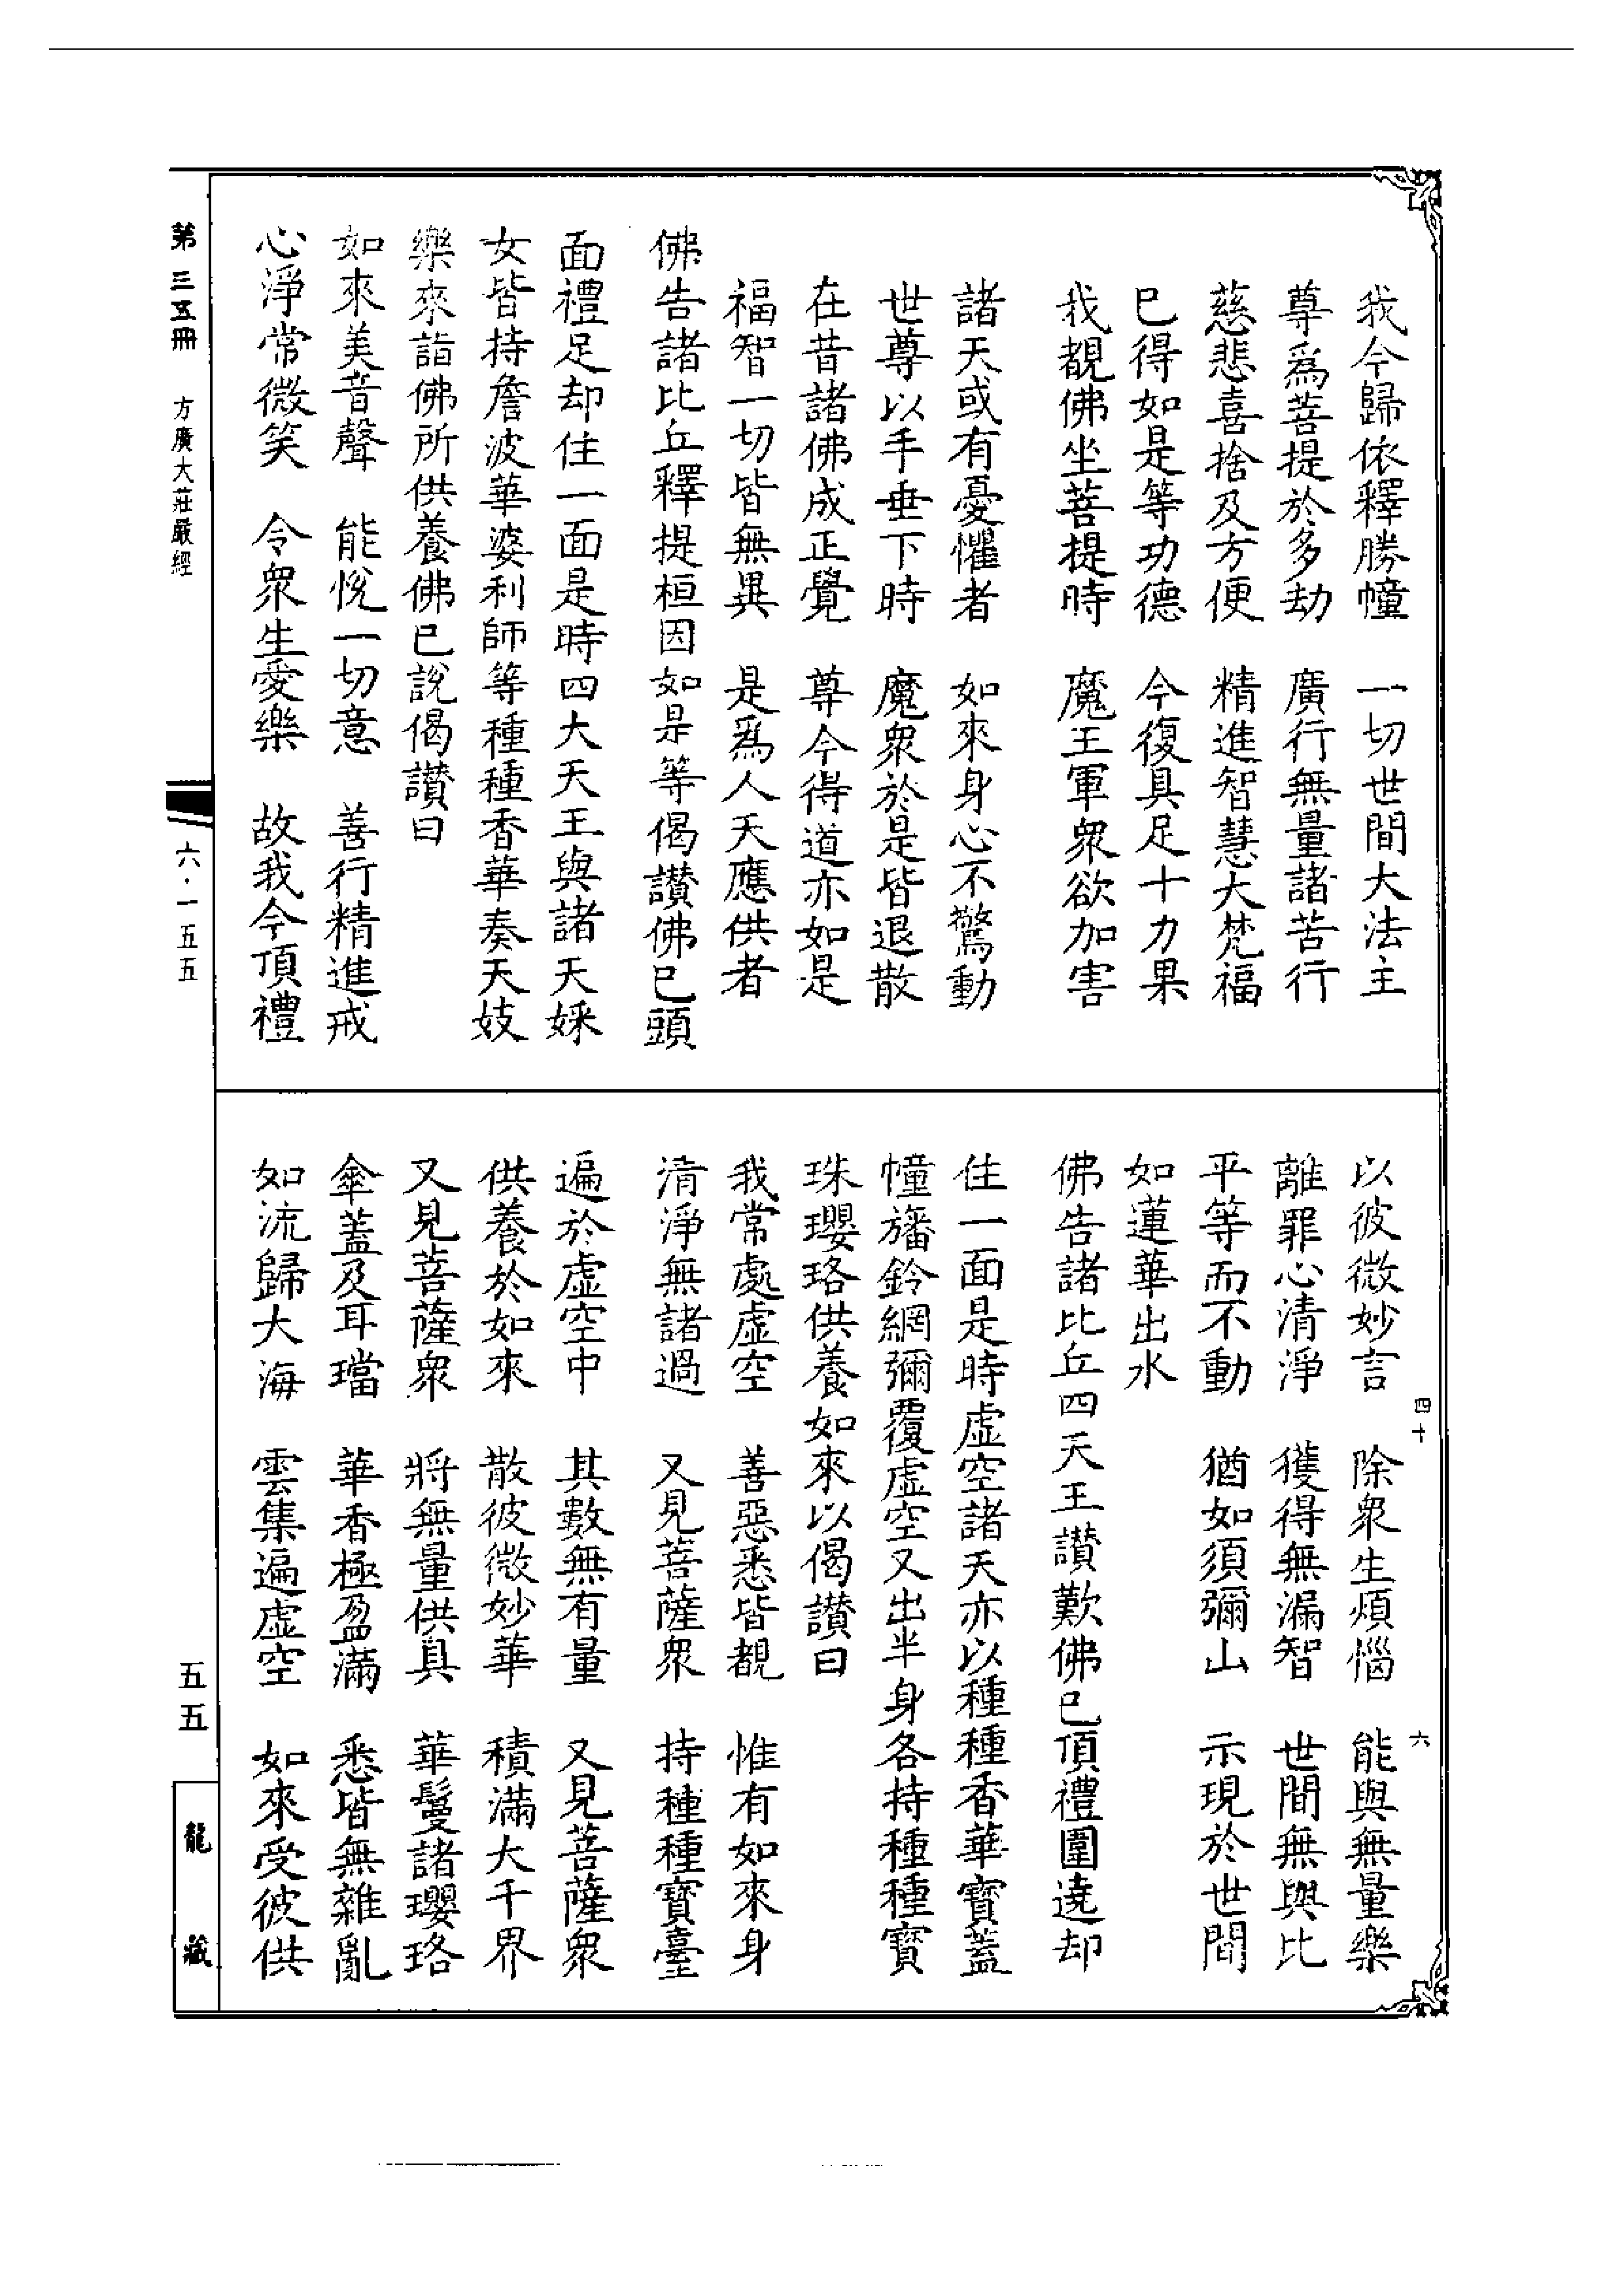 我今歸依釋勝幢　一切世間大法主
尊爲菩提於多劫　廣行無量諸苦行
慈悲喜捨及方便　精進智慧大梵福
已得如是等功德　今復具足十力果
我覩佛坐菩提時　魔王軍衆欲加害
諸天或有憂懼者　如來身心不驚動
世尊以手垂下時　魔衆於是皆退散
在昔諸佛成正覺　尊今得道亦如是
福智一切皆無異　是爲人天應供者
佛告諸比丘釋提桓因如是等偈讚佛已頭
面禮足却住一面是時四大天王與諸天婇
女皆持詹波華婆利師等種種香華奏天妓
樂來詣佛所供養佛已說偈讚曰
如來美音聲　能悅一切意　善行精進戒
心淨常微笑　令衆生愛樂　故我今頂禮
以彼微妙言　除衆生煩惱　能與無量樂
離罪心清淨　獲得無漏智　世間無與比
平等而不動　猶如須彌山　示現於世間
如蓮華出水
佛告諸比丘四天王讚歎佛已頂禮圍遶却
住一面是時虛空諸天亦以種種香華寶蓋
幢旛鈴網彌覆虛空又出半身各持種種寶
珠瓔珞供養如來以偈讚曰
我常處虛空　善惡悉皆覩　惟有如來身
清淨無諸過　又見菩薩衆　持種種寶臺
遍於虛空中　其數無有量　又見菩薩衆
供養於如來　散彼微妙華　積滿大千界
又見菩薩衆　將無量供具　華鬘諸瓔珞
傘蓋及耳璫　華香極盈滿　悉皆無雜亂
如流歸大海　雲集遍虛空　如來受彼供
四十
六
第三五冊　方廣大莊嚴經
六·一五五
五五
龍藏